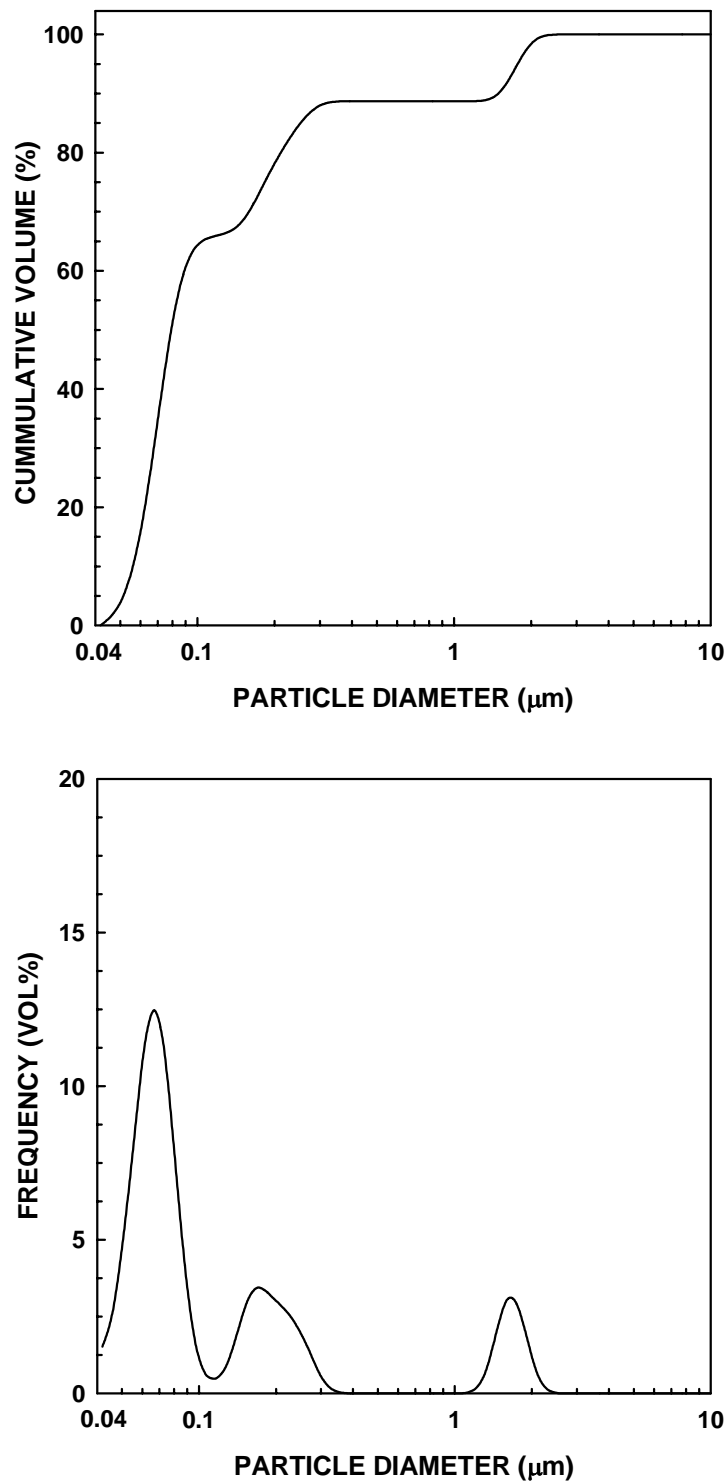 100
80
60
40
20
0
CUMMULATIVE VOLUME (%)
0.04 0.1 1 10
PARTICLE DIAMETER (μm)
20
15
10
5
0
FREQUENCY (VOL%)
0.04 0.1 1 10
PARTICLE DIAMETER (μm)